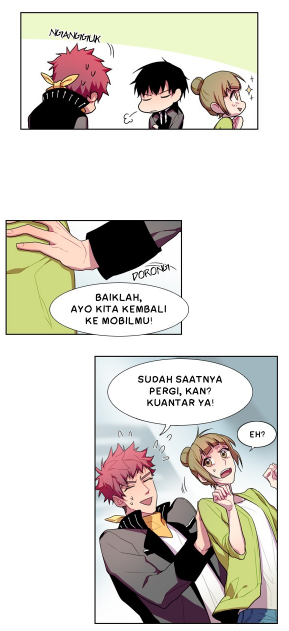 NGANGGUK
DORONG
BAIKLAH,
AYO KITA KEMBALI
KE MOBILMU!
SUDAH SAATNYA
PERGI, KAN?
KUANTAR YA!
EH?